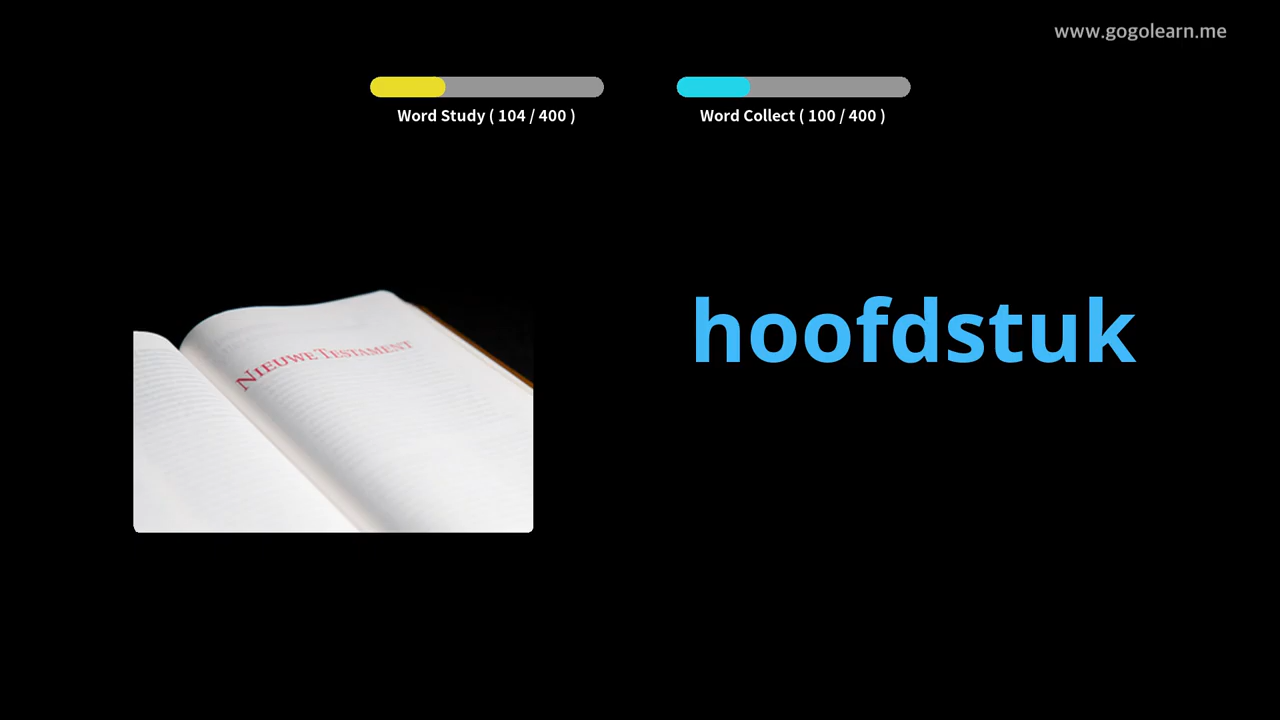 www.gogolearn.me
Word Study ( 104 / 400 )
Word Collect ( 100 / 400 )
NIEUWE TESTAMENT
hoofdstuk